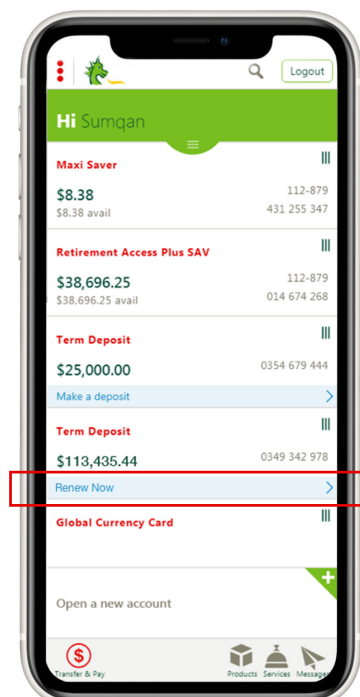 Logout
Hi Sumqan
Maxi Saver
$8.38
112-879
$8.38 avail
431 255 347
Retirement Access Plus SAV
$38,696.25
112-879
$38,696.25 avail
014 674 268
Term Deposit
$25,000.00
0354 679 444
Make a deposit
Term Deposit
$113,435.44
0349 342 978
Renew Now
Global Currency Card
Open a new account
Transfer & Pay
Products
Services